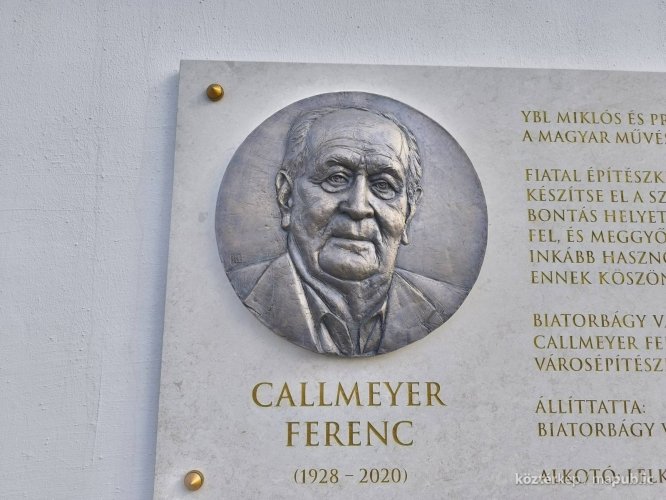 CALLMEYER
FERENC
(1928 – 2020)
YBL MIKLÓS ÉS
A MAGYAR
FIATAL
KÉSZÍTSE EL A
BONTÁS
FEL, ÉS
INKÁBB
ENNEK
BIATORBÁGY
CALLMEYER
ÁLLÍTTATTA:
BIATORBÁGY
ALKOTÓ:
köztérkép / mapublic